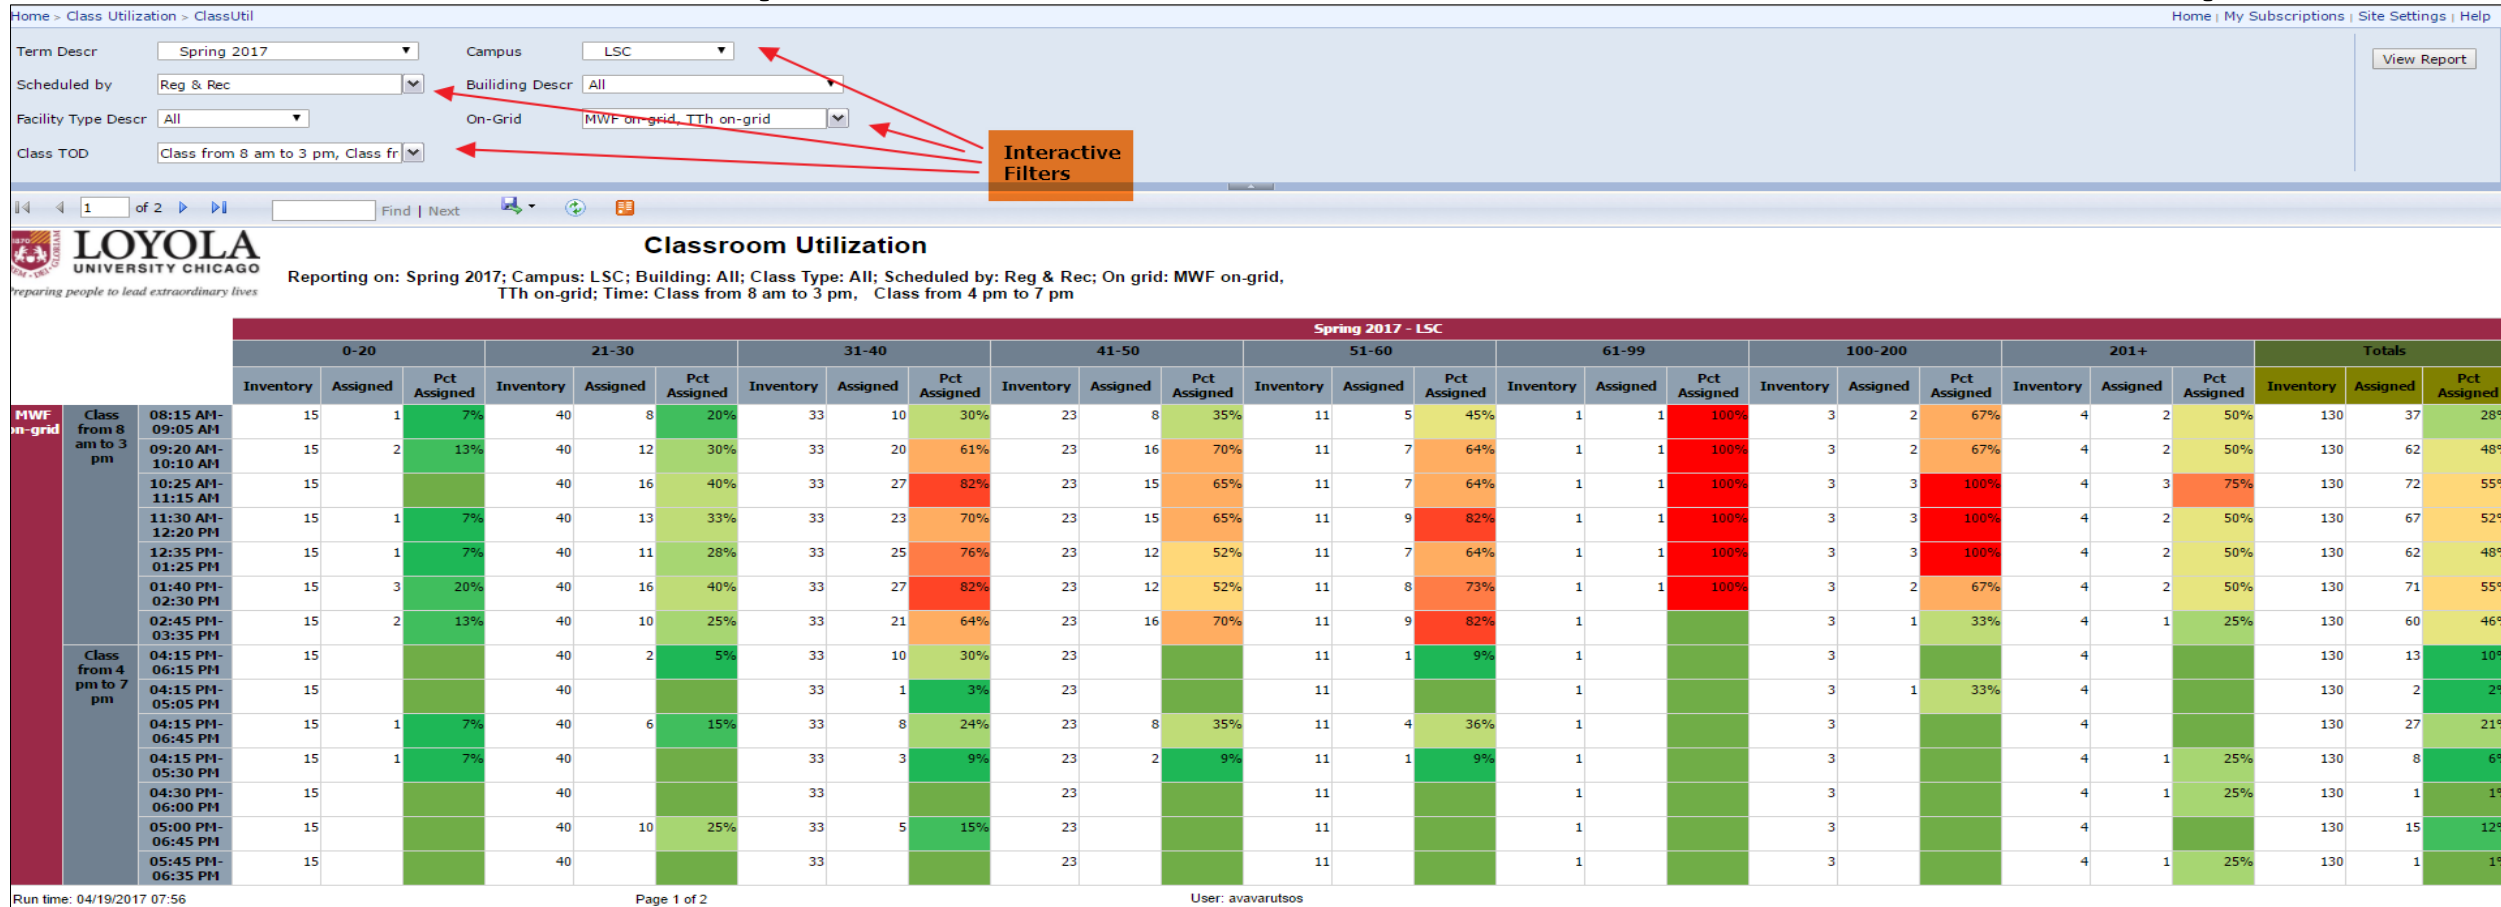 Home > Class Utilization > ClassUtil
Home | My Subscriptions | Site Settings | Help
Term Descr Spring 2017 Campus LSC
View Report
Scheduled by Reg & Rec Builiding Descr All
Facility Type Descr All On-Grid MWF on-grid, TTh on-grid
Class TOD Class from 8 am to 3 pm, Class fr
Interactive
Filters
1 of 2 Find | Next
LOYOLA
UNIVERSITY CHICAGO
Preparing people to lead extraordinary lives
Classroom Utilization
Reporting on: Spring 2017; Campus: LSC; Building: All; Class Type: All; Scheduled by: Reg & Rec; On grid: MWF on-grid,
TTh on-grid; Time: Class from 8 am to 3 pm, Class from 4 pm to 7 pm
Spring 2017 - LSC
0-20 21-30 31-40 41-50 51-60 61-99 100-200 201+ Totals
Inventory Assigned Pct Assigned Inventory Assigned Pct Assigned Inventory Assigned Pct Assigned Inventory Assigned Pct Assigned Inventory Assigned Pct Assigned Inventory Assigned Pct Assigned Inventory Assigned Pct Assigned Inventory Assigned Pct Assigned Inventory Assigned Pct Assigned
MWF on-grid
Class from 8 am to 3 pm
08:15 AM-09:05 AM 15 1 7% 40 8 20% 33 10 30% 23 8 35% 11 5 45% 1 1 100% 3 2 67% 4 2 50% 130 37 28%
09:20 AM-10:10 AM 15 2 13% 40 12 30% 33 20 61% 23 16 70% 11 7 64% 1 1 100% 3 2 67% 4 2 50% 130 62 48%
10:25 AM-11:15 AM 15 40 16 40% 33 27 82% 23 15 65% 11 7 64% 1 1 100% 3 3 100% 4 3 75% 130 72 55%
11:30 AM-12:20 PM 15 1 7% 40 13 33% 33 23 70% 23 15 65% 11 9 82% 1 1 100% 3 3 100% 4 2 50% 130 67 52%
12:35 PM-01:25 PM 15 1 7% 40 11 28% 33 25 76% 23 12 52% 11 7 64% 1 1 100% 3 3 100% 4 2 50% 130 62 48%
01:40 PM-02:30 PM 15 3 20% 40 16 40% 33 27 82% 23 12 52% 11 8 73% 1 1 100% 3 2 67% 4 2 50% 130 71 55%
02:45 PM-03:35 PM 15 2 13% 40 10 25% 33 21 64% 23 16 70% 11 9 82% 1 3 1 33% 4 1 25% 130 60 46%
Class from 4 pm to 7 pm
04:15 PM-06:15 PM 15 40 2 5% 33 10 30% 23 11 1 9% 1 3 4 130 13 10%
04:15 PM-05:05 PM 15 40 33 1 3% 23 11 1 3 1 33% 4 130 2 2%
04:15 PM-06:45 PM 15 1 7% 40 6 15% 33 8 24% 23 8 35% 11 4 36% 1 3 4 130 27 21%
04:15 PM-05:30 PM 15 1 7% 40 33 3 9% 23 2 9% 11 1 9% 1 3 4 1 25% 130 8 6%
04:30 PM-06:00 PM 15 40 33 23 11 1 3 4 1 25% 130 1 1%
05:00 PM-06:45 PM 15 40 10 25% 33 5 15% 23 11 1 3 4 130 15 12%
05:45 PM-06:35 PM 15 40 33 23 11 1 3 4 1 25% 130 1 1%
Run time: 04/19/2017 07:56 Page 1 of 2 User: avavarutsos